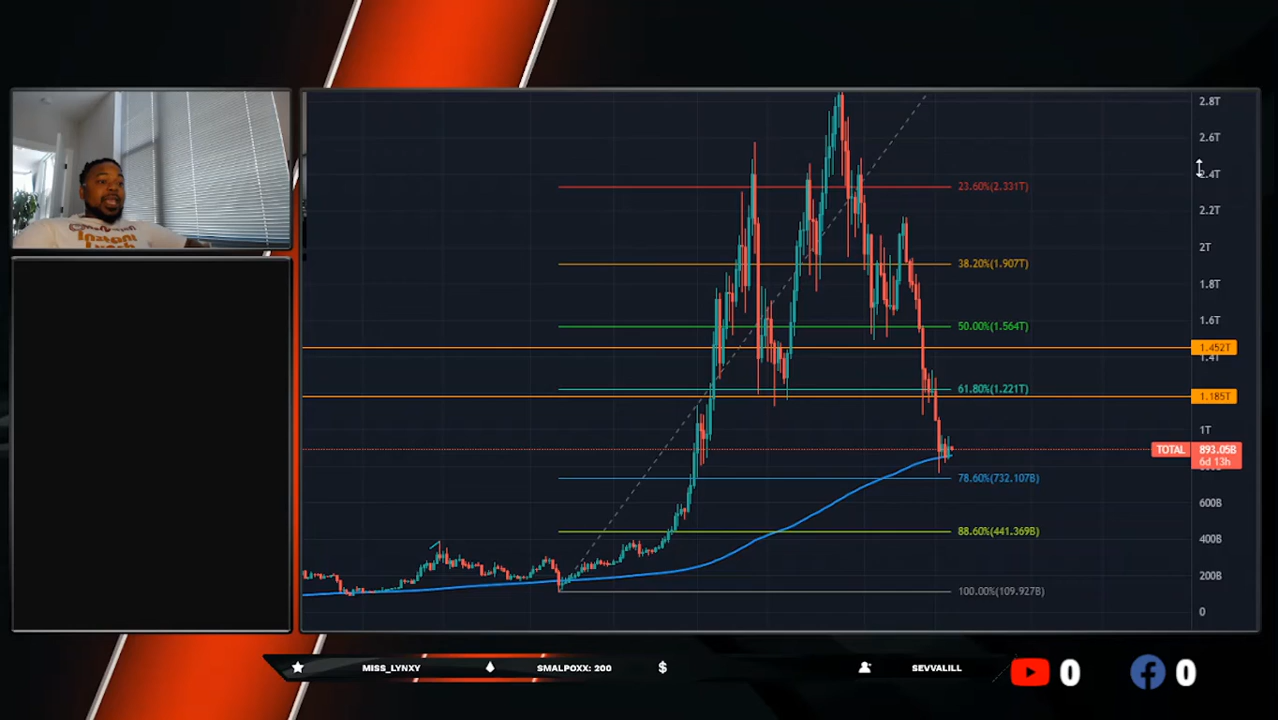 Instant
2.8T
2.6T
2.4T
23.60%(2.331T)
2.2T
2T
38.20%(1.907T)
1.8T
50.00%(1.564T)
1.6T
1.452T
1.4T
61.80%(1.221T)
1.185T
1T
TOTAL 893.05B
6d 13h
78.60%(732.107B)
600B
88.60%(441.369B)
400B
200B
100.00%(109.927B)
0
MISS_LYNXY
SMALPOXX: 200
$
SEVVALILL
0
f 0